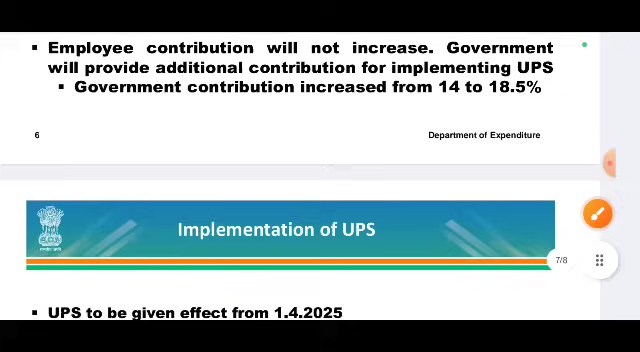 ▪ Employee contribution will not increase. Government
will provide additional contribution for implementing UPS
▪ Government contribution increased from 14 to 18.5%
6 Department of Expenditure
Implementation of UPS
7/8
▪ UPS to be given effect from 1.4.2025